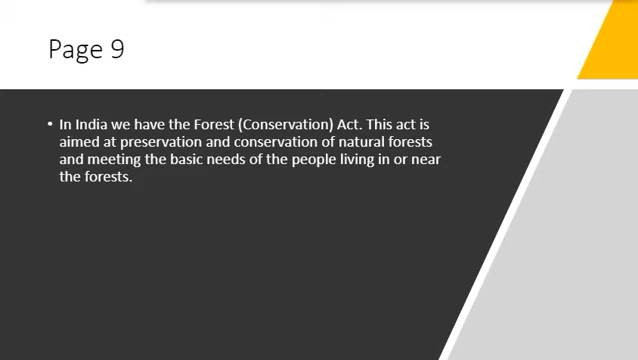 Page 9
• In India we have the Forest (Conservation) Act. This act is
aimed at preservation and conservation of natural forests
and meeting the basic needs of the people living in or near
the forests.